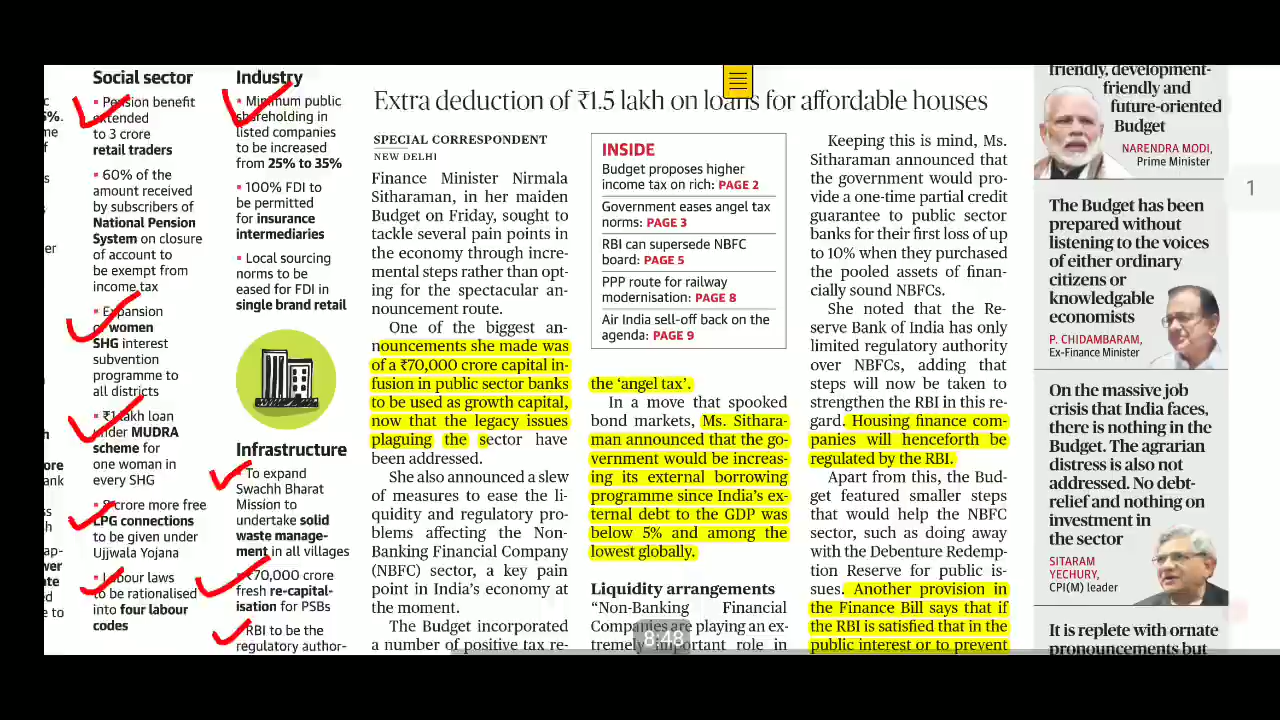 c
5%.
me
f
s
er
n
h
ore
ank
s
h
ap-
wer
ate
ed
e to
Social sector
Pension benefit
extended
to 3 crore
retail traders
60% of the
amount received
by subscribers of
National Pension
System on closure
of account to
be exempt from
income tax
Expansion
of women
SHG interest
subvention
programme to
all districts
₹1 lakh loan
under MUDRA
scheme for
one woman in
every SHG
8 crore more free
LPG connections
to be given under
Ujjwala Yojana
Labour laws
to be rationalised
into four labour
codes
Industry
Minimum public
shareholding in
listed companies
to be increased
from 25% to 35%
100% FDI to
be permitted
for insurance
intermediaries
Local sourcing
norms to be
eased for FDI in
single brand retail
Infrastructure
To expand
Swachh Bharat
Mission to
undertake solid
waste manage-
ment in all villages
₹70,000 crore
fresh re-capital-
isation for PSBs
RBI to be the
regulatory author-
Extra deduction of ₹1.5 lakh on loans for affordable houses
SPECIAL CORRESPONDENT
NEW DELHI
Finance Minister Nirmala
Sitharaman, in her maiden
Budget on Friday, sought to
tackle several pain points in
the economy through incre-
mental steps rather than opt-
ing for the spectacular an-
nouncement route.
One of the biggest an-
nouncements she made was
of a ₹70,000 crore capital in-
fusion in public sector banks
to be used as growth capital,
now that the legacy issues
plaguing the sector have
been addressed.
She also announced a slew
of measures to ease the li-
quidity and regulatory pro-
blems affecting the Non-
Banking Financial Company
(NBFC) sector, a key pain
point in India's economy at
the moment.
The Budget incorporated
a number of positive tax re-
INSIDE
Budget proposes higher
income tax on rich: PAGE 2
Government eases angel tax
norms: PAGE 3
RBI can supersede NBFC
board: PAGE 5
PPP route for railway
modernisation: PAGE 8
Air India sell-off back on the
agenda: PAGE 9
the 'angel tax'.
In a move that spooked
bond markets, Ms. Sithara-
man announced that the go-
vernment would be increas-
ing its external borrowing
programme since India's ex-
ternal debt to the GDP was
below 5% and among the
lowest globally.
Liquidity arrangements
"Non-Banking Financial
Companies are playing an ex-
tremely important role in
8:48
Keeping this is mind, Ms.
Sitharaman announced that
the government would pro-
vide a one-time partial credit
guarantee to public sector
banks for their first loss of up
to 10% when they purchased
the pooled assets of finan-
cially sound NBFCs.
She noted that the Re-
serve Bank of India has only
limited regulatory authority
over NBFCs, adding that
steps will now be taken to
strengthen the RBI in this re-
gard. Housing finance com-
panies will henceforth be
regulated by the RBI.
Apart from this, the Bud-
get featured smaller steps
that would help the NBFC
sector, such as doing away
with the Debenture Redemp-
tion Reserve for public is-
sues. Another provision in
the Finance Bill says that if
the RBI is satisfied that in the
public interest or to prevent
friendly, development-
friendly and
future-oriented
Budget
NARENDRA MODI,
Prime Minister
The Budget has been
prepared without
listening to the voices
of either ordinary
citizens or
knowledgable
economists
P. CHIDAMBARAM,
Ex-Finance Minister
On the massive job
crisis that India faces,
there is nothing in the
Budget. The agrarian
distress is also not
addressed. No debt-
relief and nothing on
investment in
the sector
SITARAM
YECHURY,
CPI(M) leader
It is replete with ornate
pronouncements but
1